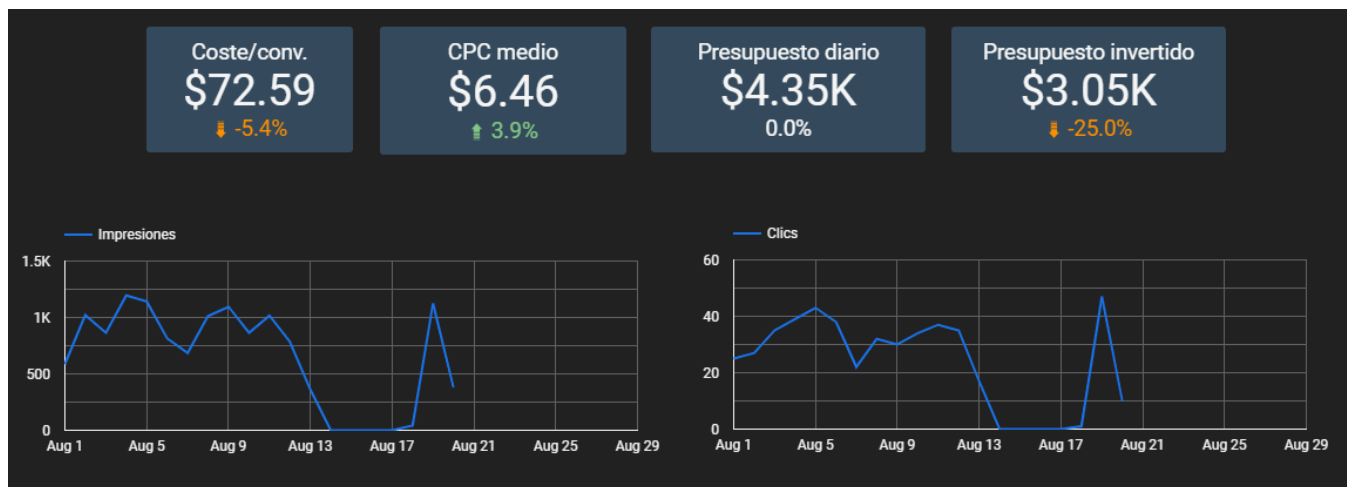 Coste/conv.
$72.59
-5.4%
CPC medio
$6.46
3.9%
Presupuesto diario
$4.35K
0.0%
Presupuesto invertido
$3.05K
-25.0%
Impresiones
1.5K
1K
500
0
Aug 1 Aug 5 Aug 9 Aug 13 Aug 17 Aug 21 Aug 25 Aug 29
Clics
60
40
20
0
Aug 1 Aug 5 Aug 9 Aug 13 Aug 17 Aug 21 Aug 25 Aug 29